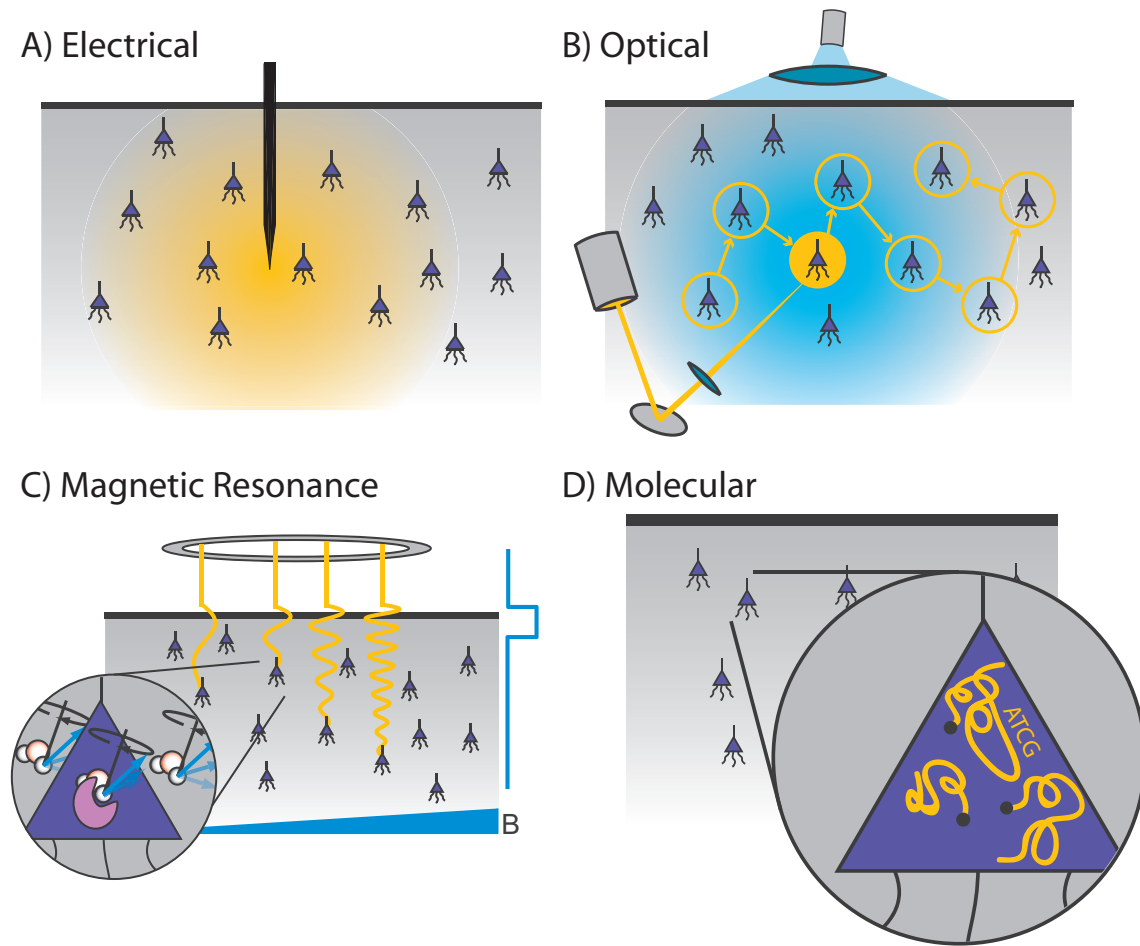 A) Electrical
B) Optical
C) Magnetic Resonance
D) Molecular
ATCG
B